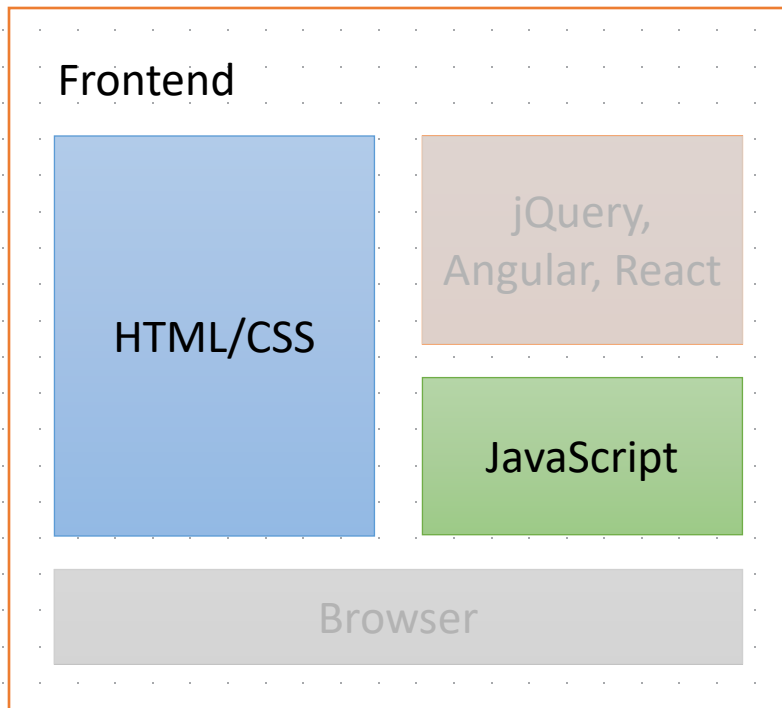 Frontend
HTML/CSS
jQuery,
Angular, React
JavaScript
Browser